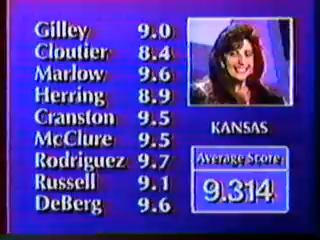 Gilley 9.0
Cloutier 8.4
Marlow 9.6
Herring 8.9
Cranston 9.5
McClure 9.5
Rodriguez 9.7
Russell 9.1
DeBerg 9.6
KANSAS
Average Score
9.314